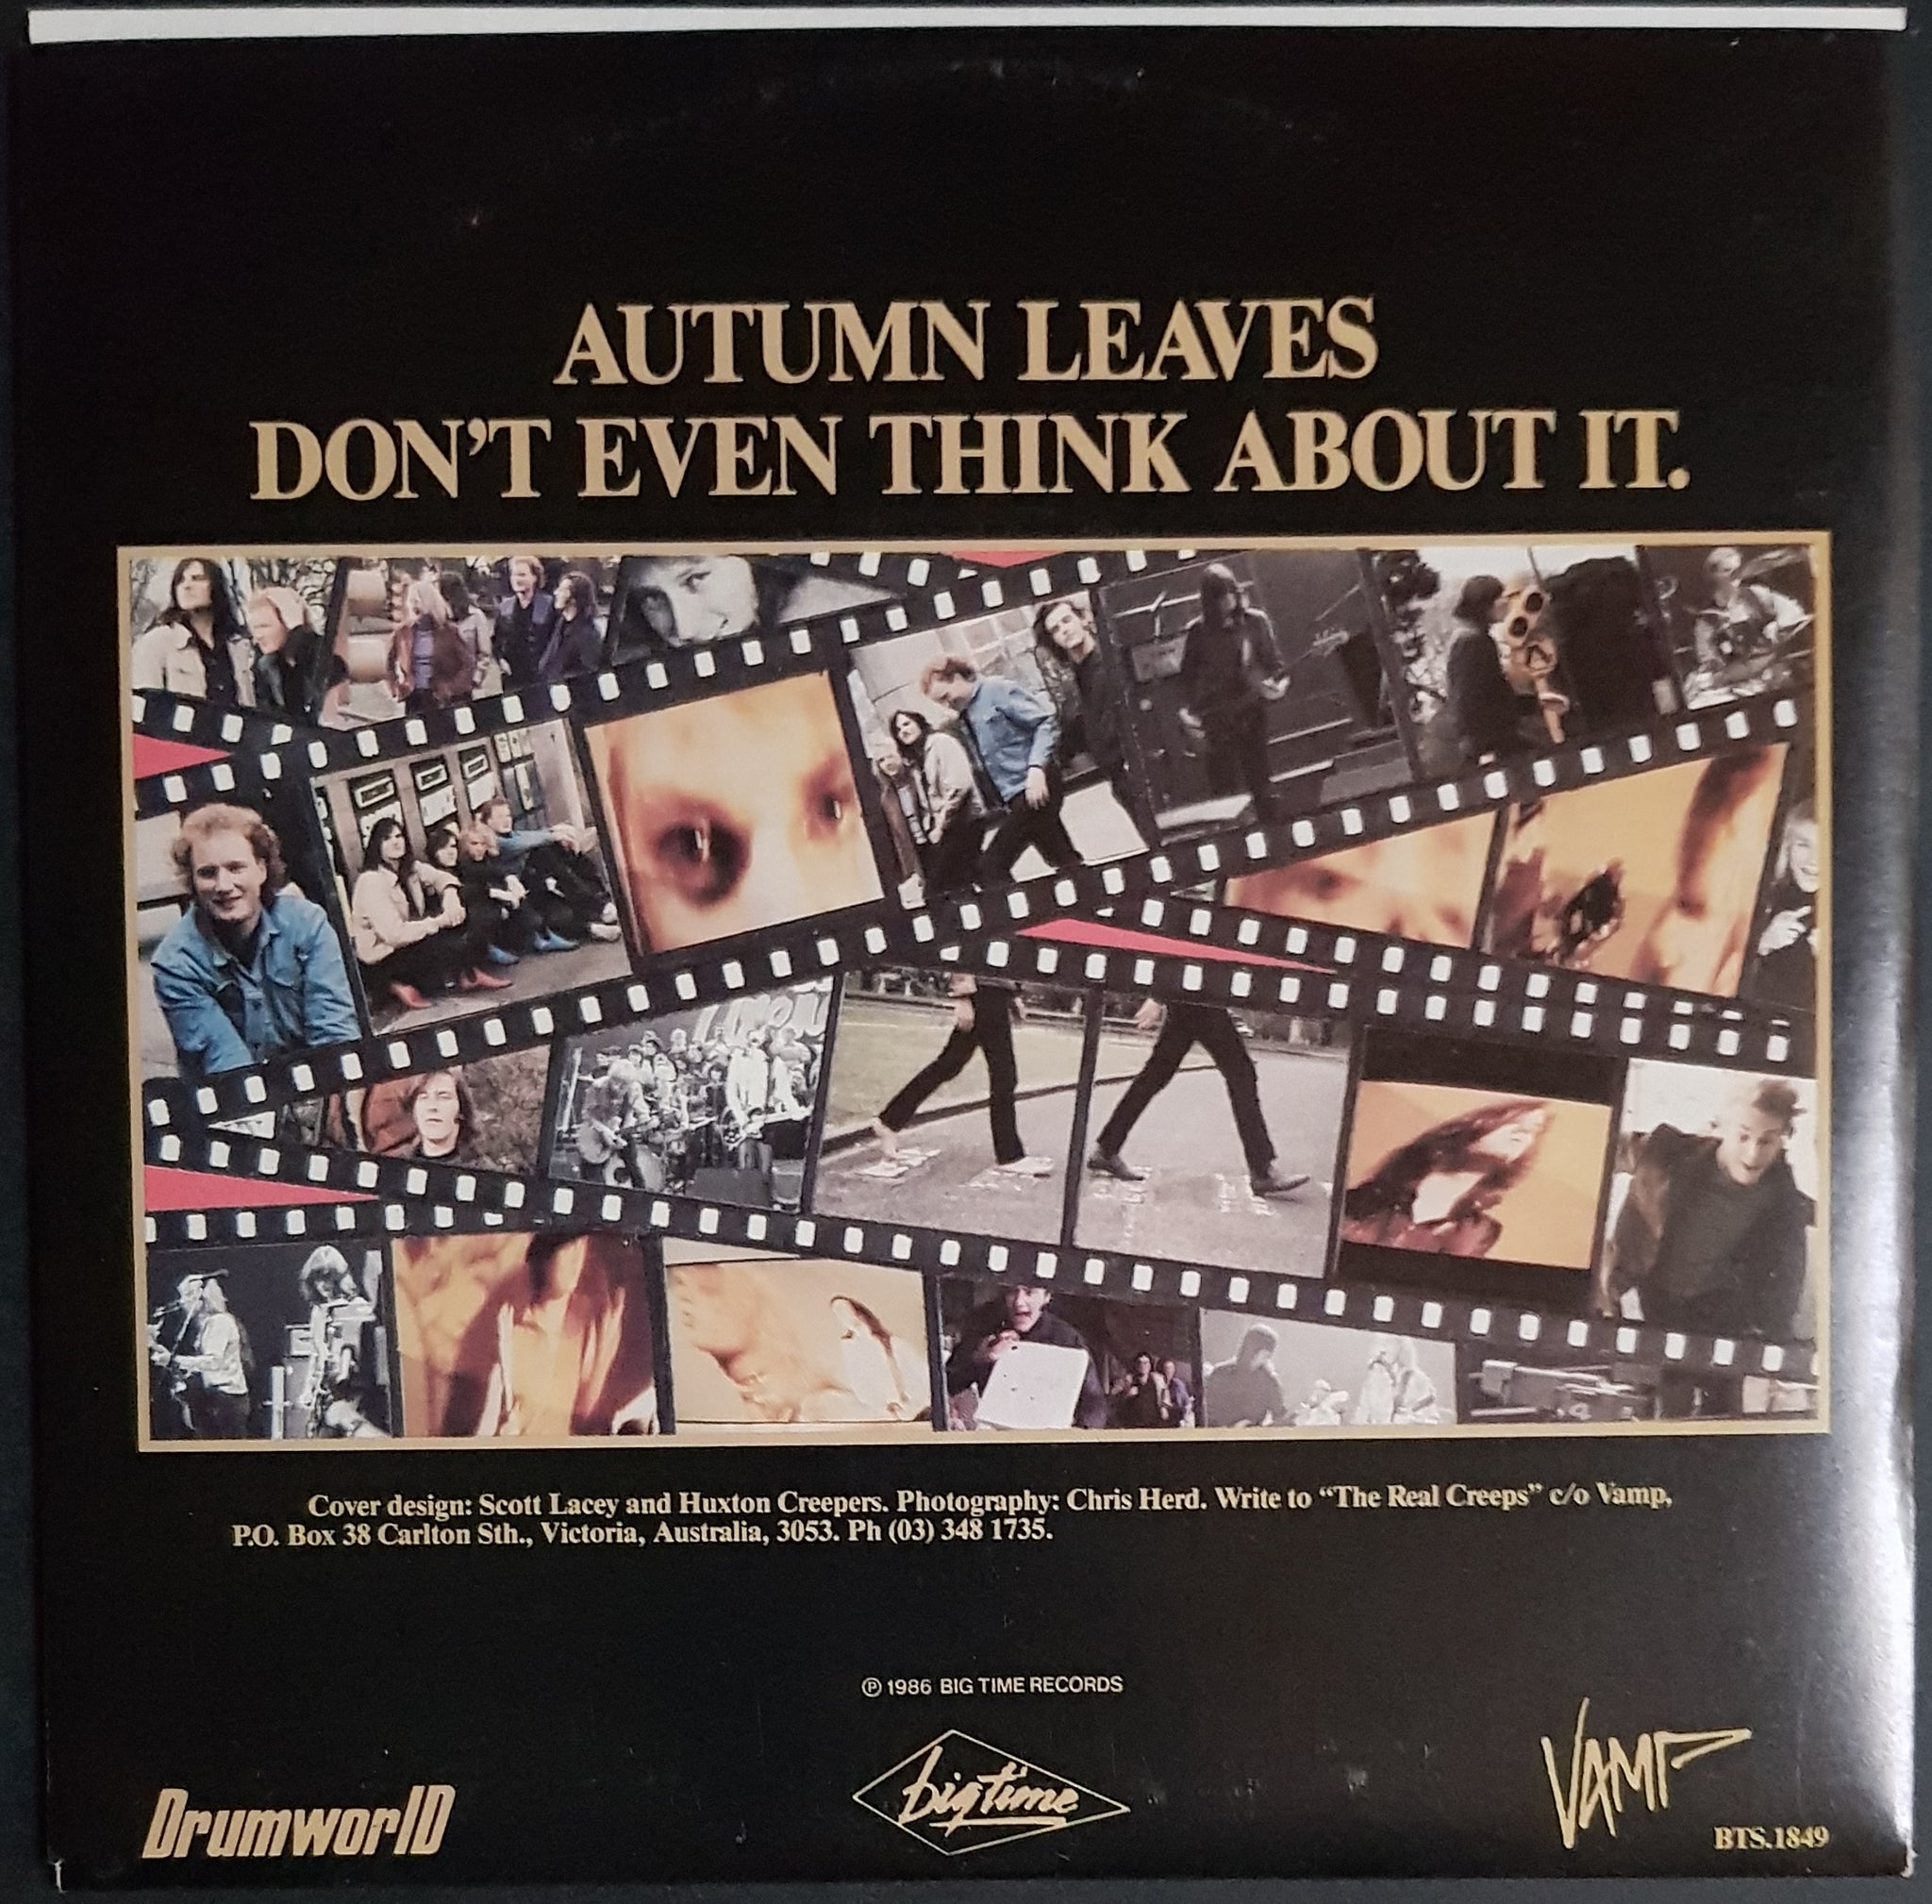 AUTUMN LEAVES
DON'T EVEN THINK ABOUT IT.
Cover design: Scott Lacey and Huxton Creepers. Photography: Chris Herd. Write to “The Real Creeps” c/o Vamp,
P.O. Box 38 Carlton Sth., Victoria, Australia, 3053. Ph (03) 348 1735.
℗ 1986 BIG TIME RECORDS
DrumworlD
big time
VAMP
BTS.1849